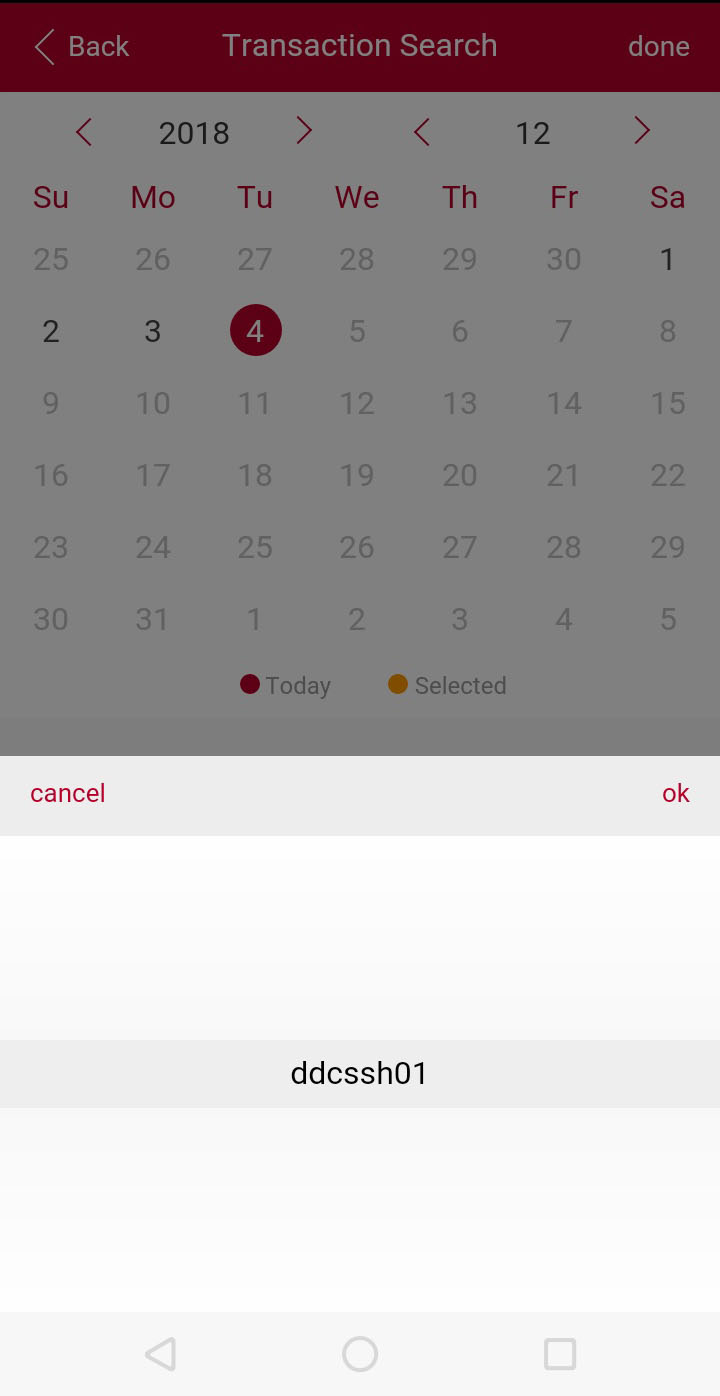 Back Transaction Search done
2018 12
Su Mo Tu We Th Fr Sa
25 26 27 28 29 30 1
2 3 4 5 6 7 8
9 10 11 12 13 14 15
16 17 18 19 20 21 22
23 24 25 26 27 28 29
30 31 1 2 3 4 5
Today Selected
cancel ok
ddcssh01